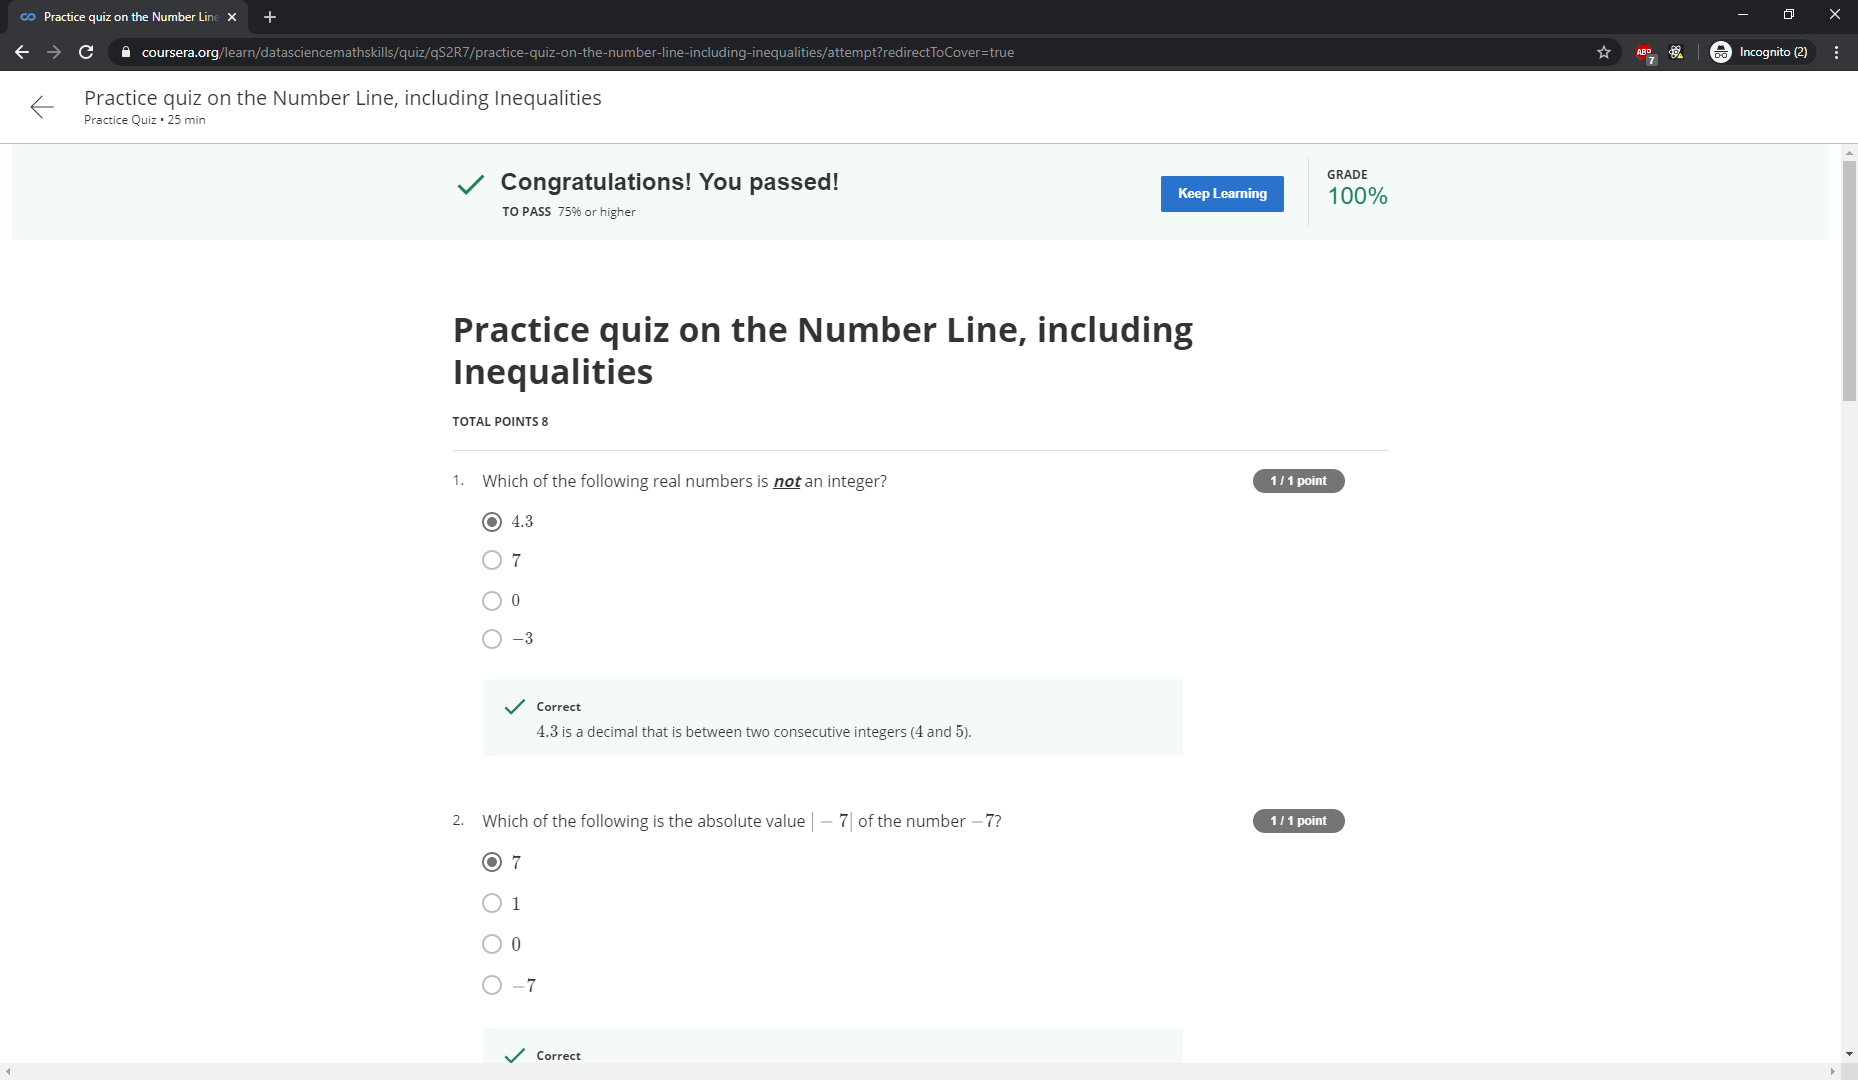 Practice quiz on the Number Line
coursera.org/learn/datasciencemathskills/quiz/qS2R7/practice-quiz-on-the-number-line-including-inequalities/attempt?redirectToCover=true
ABP
7
Incognito (2)
Practice quiz on the Number Line, including Inequalities
Practice Quiz • 25 min
Congratulations! You passed!
TO PASS 75% or higher
Keep Learning
GRADE
100%
Practice quiz on the Number Line, including
Inequalities
TOTAL POINTS 8
1. Which of the following real numbers is not an integer?
1 / 1 point
4.3
7
0
−3
Correct
4.3 is a decimal that is between two consecutive integers (4 and 5).
2. Which of the following is the absolute value | − 7| of the number −7?
1 / 1 point
7
1
0
−7
Correct